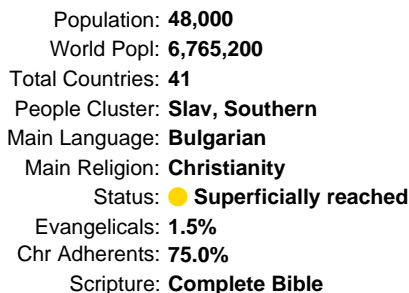 Population: 48,000
World Popl: 6,765,200
Total Countries: 41
People Cluster: Slav, Southern
Main Language: Bulgarian
Main Religion: Christianity
Status: Superficially reached
Evangelicals: 1.5%
Chr Adherents: 75.0%
Scripture: Complete Bible